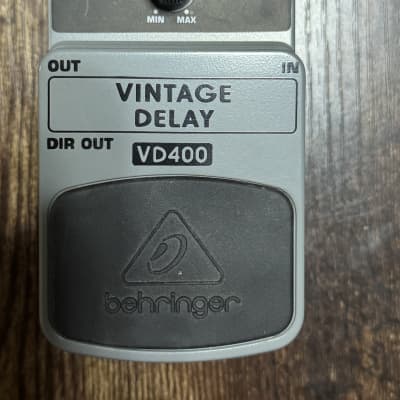 MIN MAX
OUT IN
VINTAGE
DELAY
DIR OUT
VD400
behringer